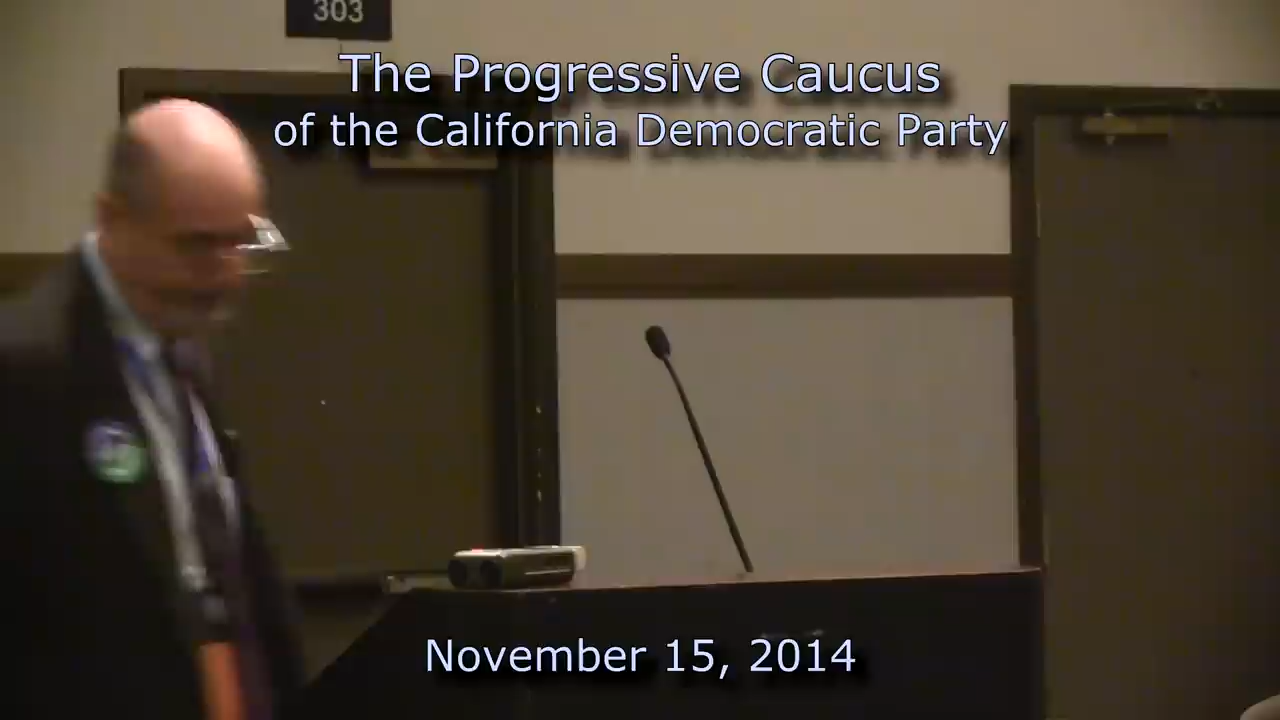 303
The Progressive Caucus
of the California Democratic Party
November 15, 2014